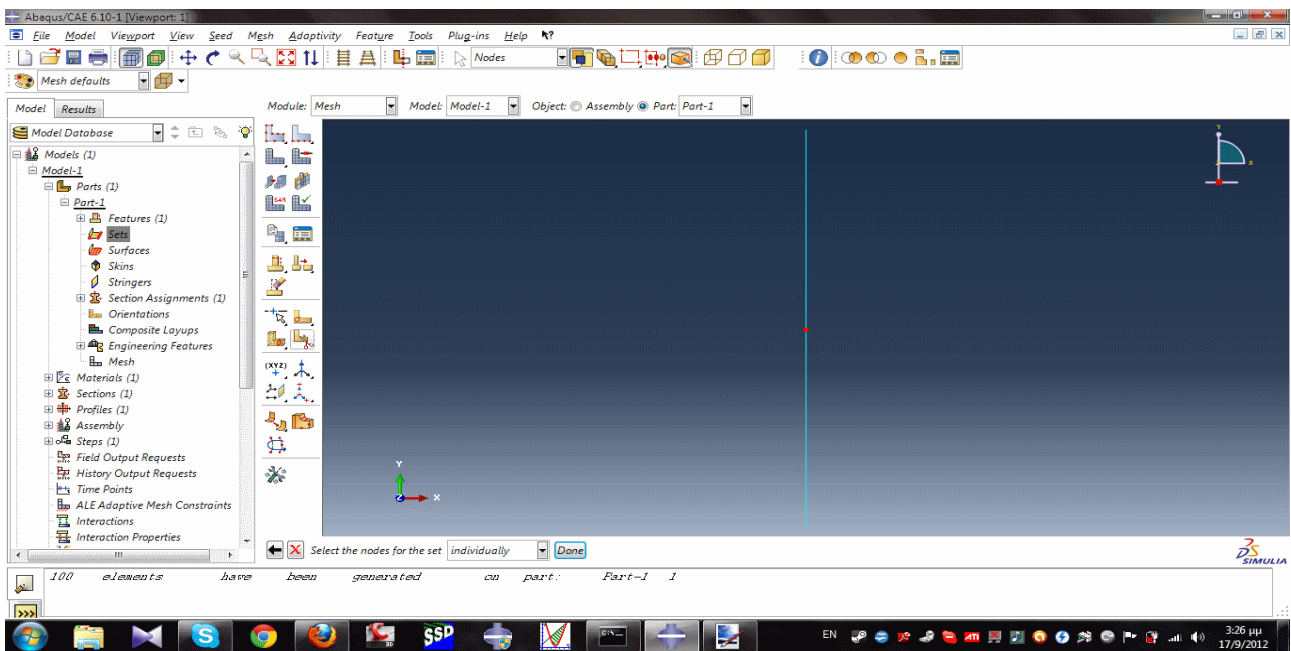 Abaqus/CAE 6.10-1 [Viewport: 1]
File Model Viewport View Seed Mesh Adaptivity Feature Tools Plug-ins Help
Nodes
Mesh defaults
Model Results
Module: Mesh Model: Model-1 Object: Assembly Part: Part-1
Model Database
Models (1)
Model-1
Parts (1)
Part-1
Features (1)
Sets
Surfaces
Skins
Stringers
Section Assignments (1)
Orientations
Composite Layups
Engineering Features
Mesh
Materials (1)
Sections (1)
Profiles (1)
Assembly
Steps (1)
Field Output Requests
History Output Requests
Time Points
ALE Adaptive Mesh Constraints
Interactions
Interaction Properties
(XYZ)
Y
X
Z
Y
X
Select the nodes for the set individually Done
SIMULIA
100 elements have been generated on part: Part-1 1
>>>
SSD
EN
ATI
3:26 μμ
17/9/2012